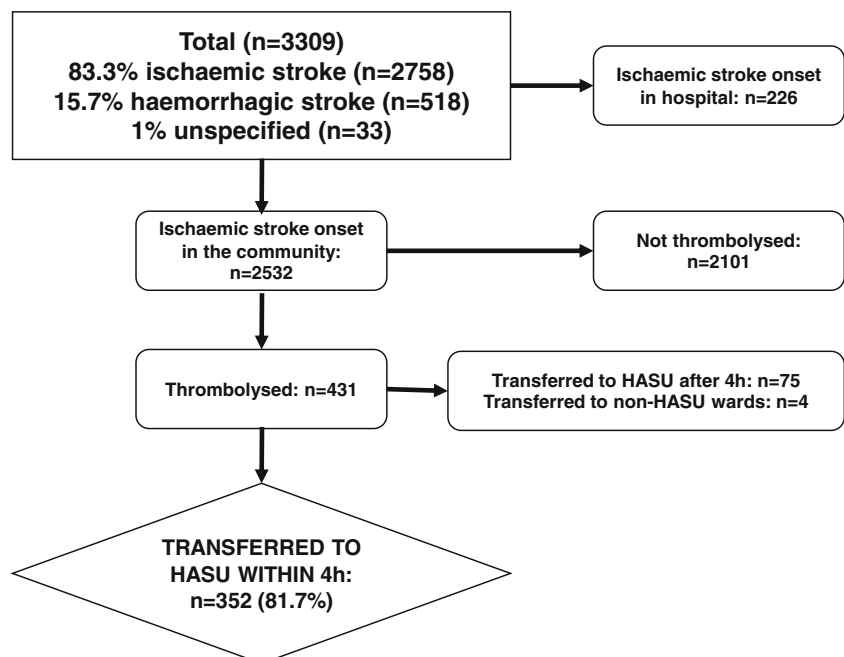 Total (n=3309)
83.3% ischaemic stroke (n=2758)
15.7% haemorrhagic stroke (n=518)
1% unspecified (n=33)
Ischaemic stroke onset
in hospital: n=226
Ischaemic stroke onset
in the community:
n=2532
Not thrombolysed:
n=2101
Thrombolysed: n=431
Transferred to HASU after 4h: n=75
Transferred to non-HASU wards: n=4
TRANSFERRED TO
HASU WITHIN 4h:
n=352 (81.7%)